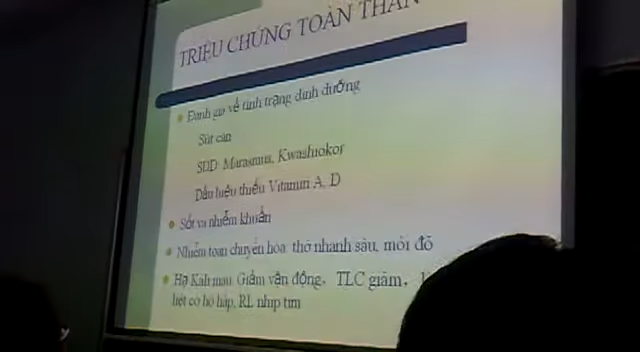 TRIỆU CHỨNG TOÀN THÂN
Đánh giá về tình trạng dinh dưỡng
Sút cân
SDD: Marasmus, Kwashiokor
Dấu hiệu thiếu Vitamin A, D
Sốt và nhiễm khuẩn
Nhiễm toan chuyển hóa: thở nhanh sâu, môi đỏ
Hạ Kali máu: Giảm vận động, TLC giảm,
liệt cơ hô hấp, RL nhịp tim